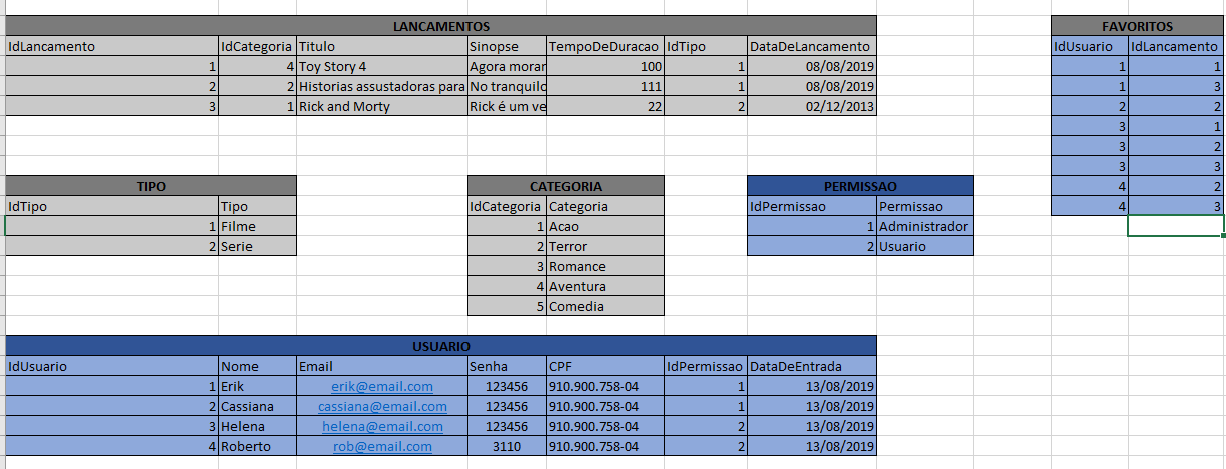 LANCAMENTOS FAVORITOS
IdLancamento IdCategoria Titulo Sinopse TempoDeDuracao IdTipo DataDeLancamento IdUsuario IdLancamento
1 4 Toy Story 4 Agora morar 100 1 08/08/2019 1 1
2 2 Historias assustadoras para No tranquilo 111 1 08/08/2019 1 3
3 1 Rick and Morty Rick é um ve 22 2 02/12/2013 2 2
3 1
3 2
3 3
TIPO CATEGORIA PERMISSAO 4 2
IdTipo Tipo IdCategoria Categoria IdPermissao Permissao 4 3
1 Filme 1 Acao 1 Administrador
2 Serie 2 Terror 2 Usuario
3 Romance
4 Aventura
5 Comedia
USUARIO
IdUsuario Nome Email Senha CPF IdPermissao DataDeEntrada
1 Erik erik@email.com 123456 910.900.758-04 1 13/08/2019
2 Cassiana cassiana@email.com 123456 910.900.758-04 1 13/08/2019
3 Helena helena@email.com 123456 910.900.758-04 2 13/08/2019
4 Roberto rob@email.com 3110 910.900.758-04 2 13/08/2019